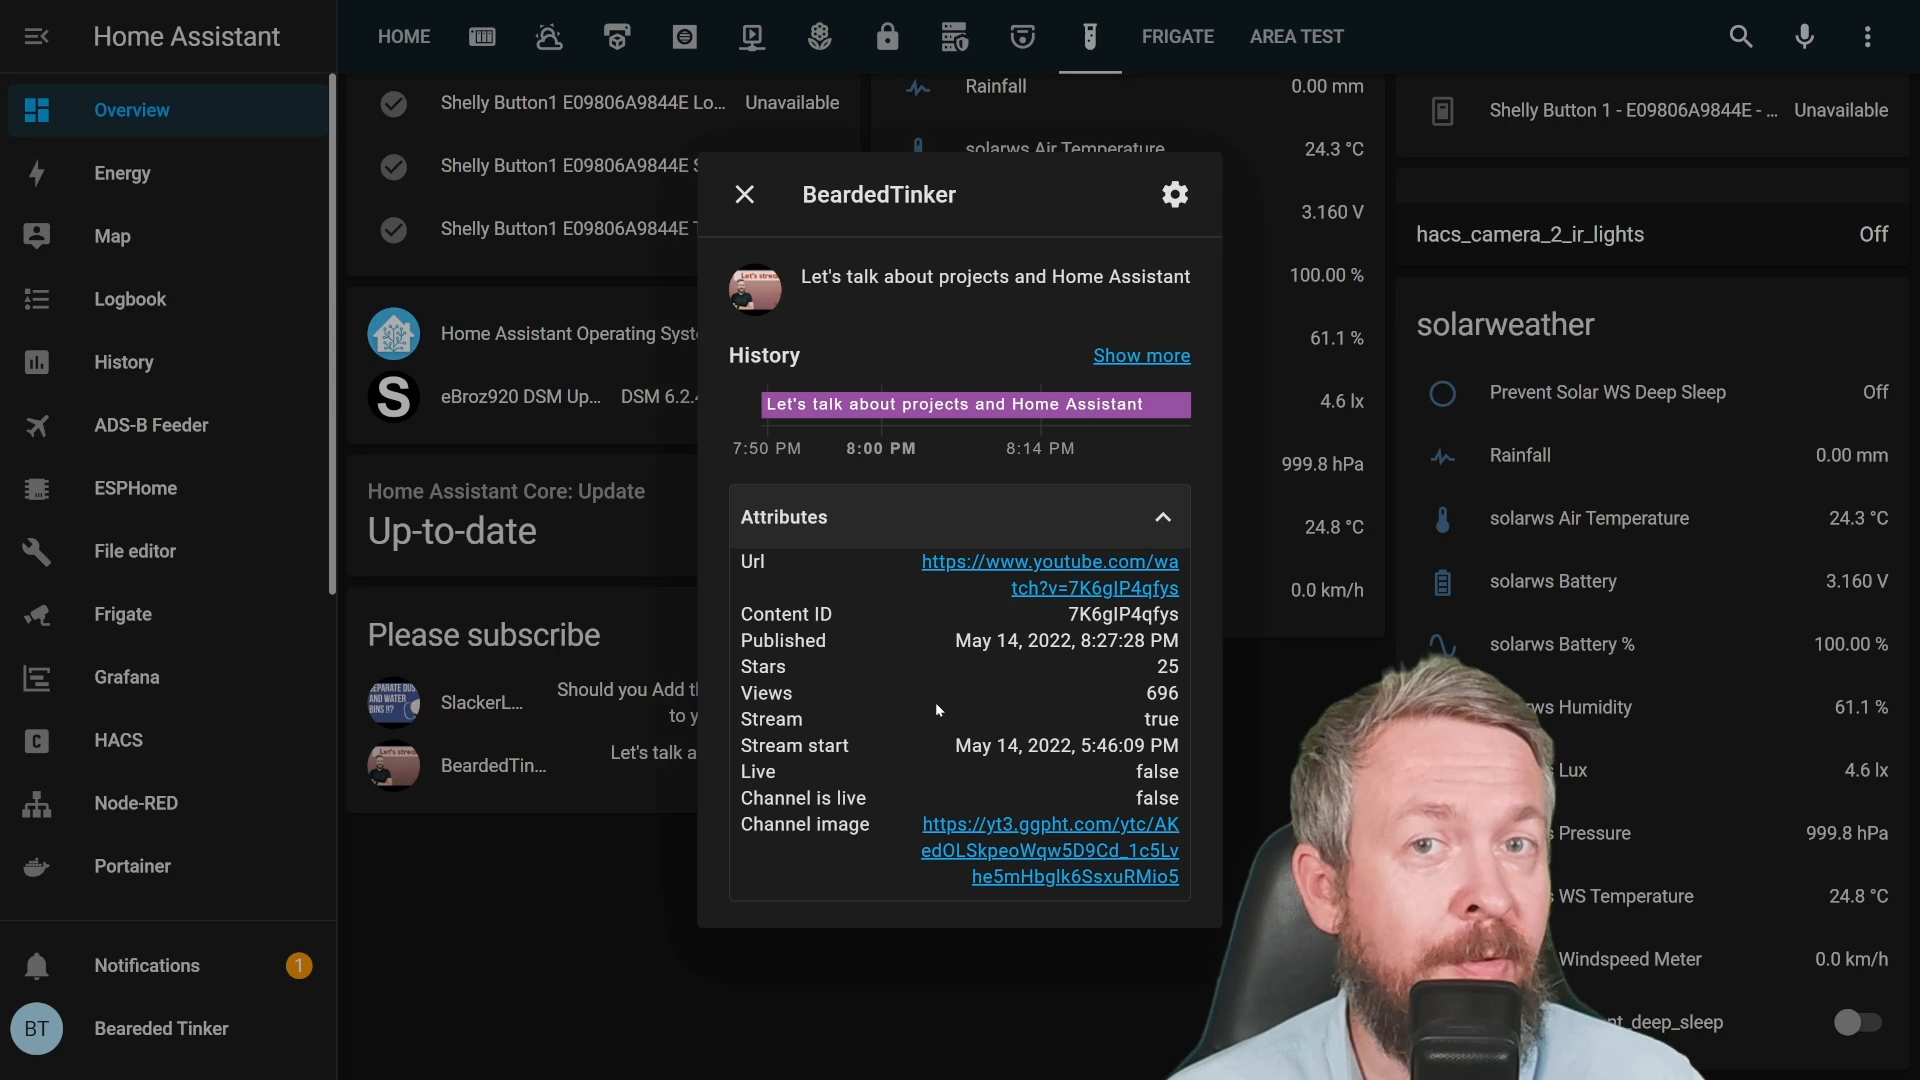 Home Assistant
HOME
FRIGATE
AREA TEST
Overview
Energy
Map
Logbook
History
ADS-B Feeder
ESPHome
File editor
Frigate
Grafana
HACS
Node-RED
Portainer
Notifications
1
BT
Beareded Tinker
Shelly Button1 E09806A9844E Lo... Unavailable
Shelly Button1 E09806A9844E S
Shelly Button1 E09806A9844E
Home Assistant Operating Syst
S
eBroz920 DSM Up... DSM 6.2.
Home Assistant Core: Update
Up-to-date
Please subscribe
SlackerL... Should you Add t
to y
BeardedTin... Let's talk a
Rainfall 0.00 mm
solarws Air Temperature 24.3 °C
3.160 V
100.00 %
61.1 %
4.6 lx
999.8 hPa
24.8 °C
0.0 km/h
BeardedTinker
Let's talk about projects and Home Assistant
History Show more
Let's talk about projects and Home Assistant
7:50 PM 8:00 PM 8:14 PM
Attributes
Url https://www.youtube.com/wa
tch?v=7K6glP4qfys
Content ID 7K6glP4qfys
Published May 14, 2022, 8:27:28 PM
Stars 25
Views 696
Stream true
Stream start May 14, 2022, 5:46:09 PM
Live false
Channel is live false
Channel image https://yt3.ggpht.com/ytc/AK
edOLSkpeoWqw5D9Cd_1c5Lv
he5mHbglk6SsxuRMio5
Shelly Button 1 - E09806A9844E - ... Unavailable
hacs_camera_2_ir_lights Off
solarweather
Prevent Solar WS Deep Sleep Off
Rainfall 0.00 mm
solarws Air Temperature 24.3 °C
solarws Battery 3.160 V
solarws Battery % 100.00 %
ws Humidity 61.1 %
Lux 4.6 lx
s Pressure 999.8 hPa
WS Temperature 24.8 °C
Windspeed Meter 0.0 km/h
nt_deep_sleep